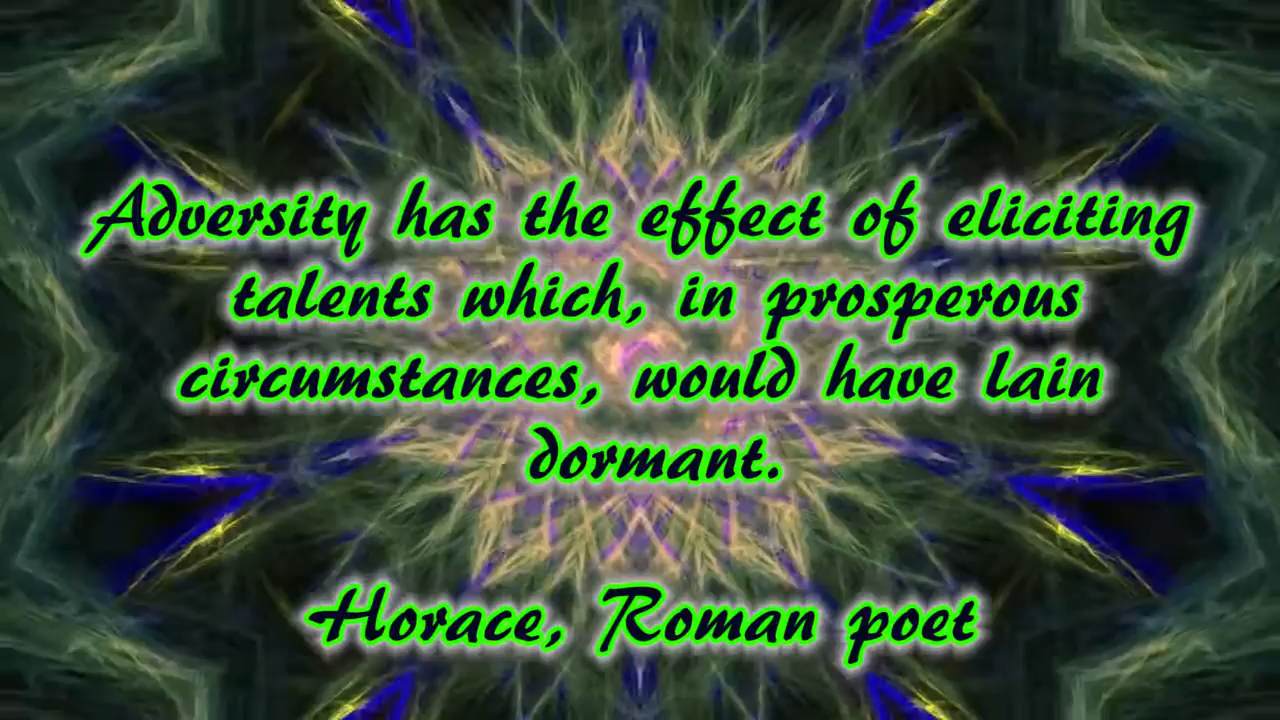 Adversity has the effect of eliciting
talents which, in prosperous
circumstances, would have lain
dormant.
Horace, Roman poet